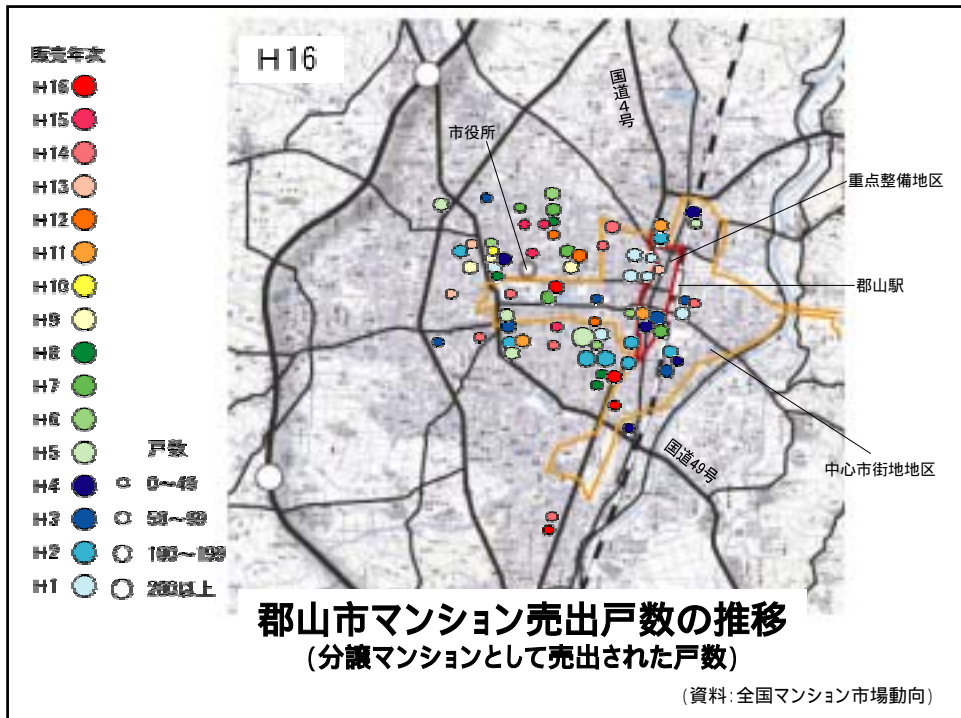 販売年次
H16
H16
H15
H14
H13
H12
H11
H10
H9
H8
H7
H6
H5
H4
H3
H2
H1
戸数
0～49
50～99
100～199
200以上
国道4号
市役所
重点整備地区
郡山駅
中心市街地地区
国道49号
郡山市マンション売出戸数の推移
(分譲マンションとして売出された戸数)
(資料:全国マンション市場動向)